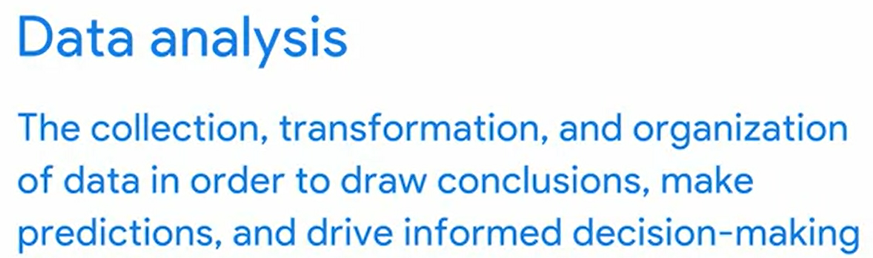 Data analysis
The collection, transformation, and organization
of data in order to draw conclusions, make
predictions, and drive informed decision-making